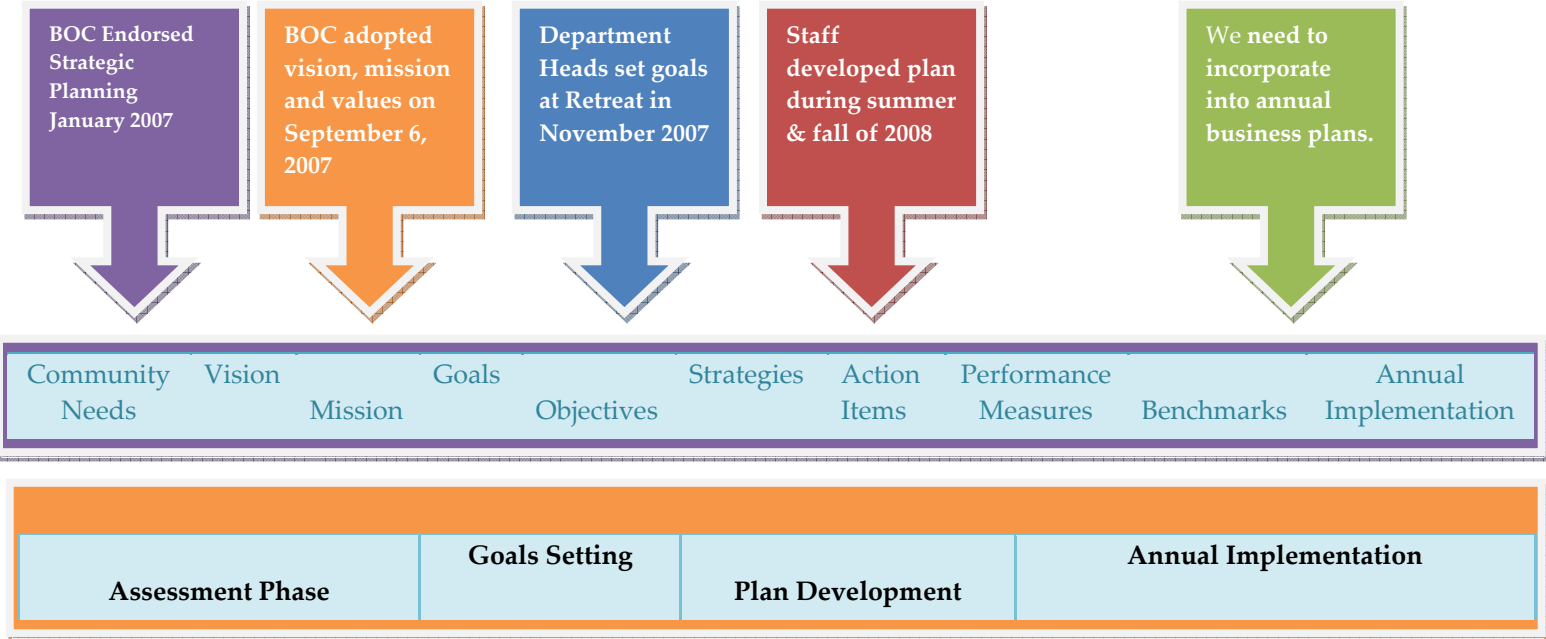 BOC Endorsed
Strategic
Planning
January 2007
BOC adopted
vision, mission
and values on
September 6,
2007
Department
Heads set goals
at Retreat in
November 2007
Staff
developed plan
during summer
& fall of 2008
We need to
incorporate
into annual
business plans.
Community
Needs
Vision
Mission
Goals
Objectives
Strategies
Action
Items
Performance
Measures
Benchmarks
Annual
Implementation
Assessment Phase
Goals Setting
Plan Development
Annual Implementation